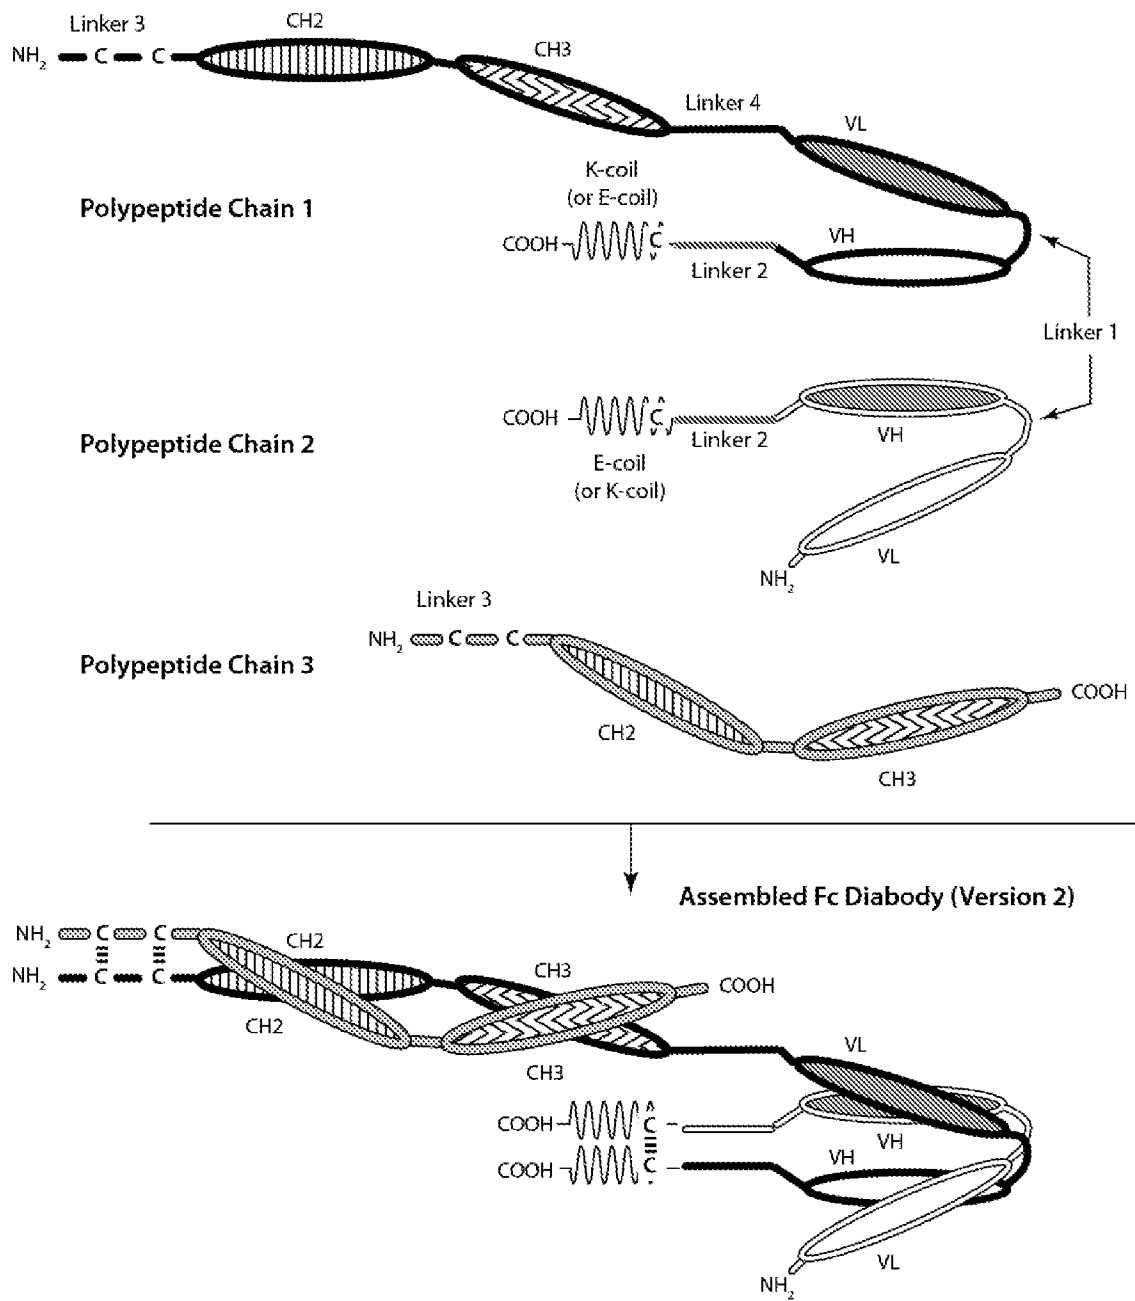 Linker 3
CH2
NH2 C C
CH3
Linker 4
VL
K-coil
(or E-coil)
Polypeptide Chain 1
COOH C
VH
Linker 2
Linker 1
COOH C
Linker 2
VH
Polypeptide Chain 2
E-coil
(or K-coil)
VL
NH2
Linker 3
NH2 C C
Polypeptide Chain 3
COOH
CH2
CH3
Assembled Fc Diabody (Version 2)
NH2 C C
CH2
CH3
NH2 C C
COOH
CH2
CH3
VL
COOH C
VH
VH
COOH C
VL
NH2